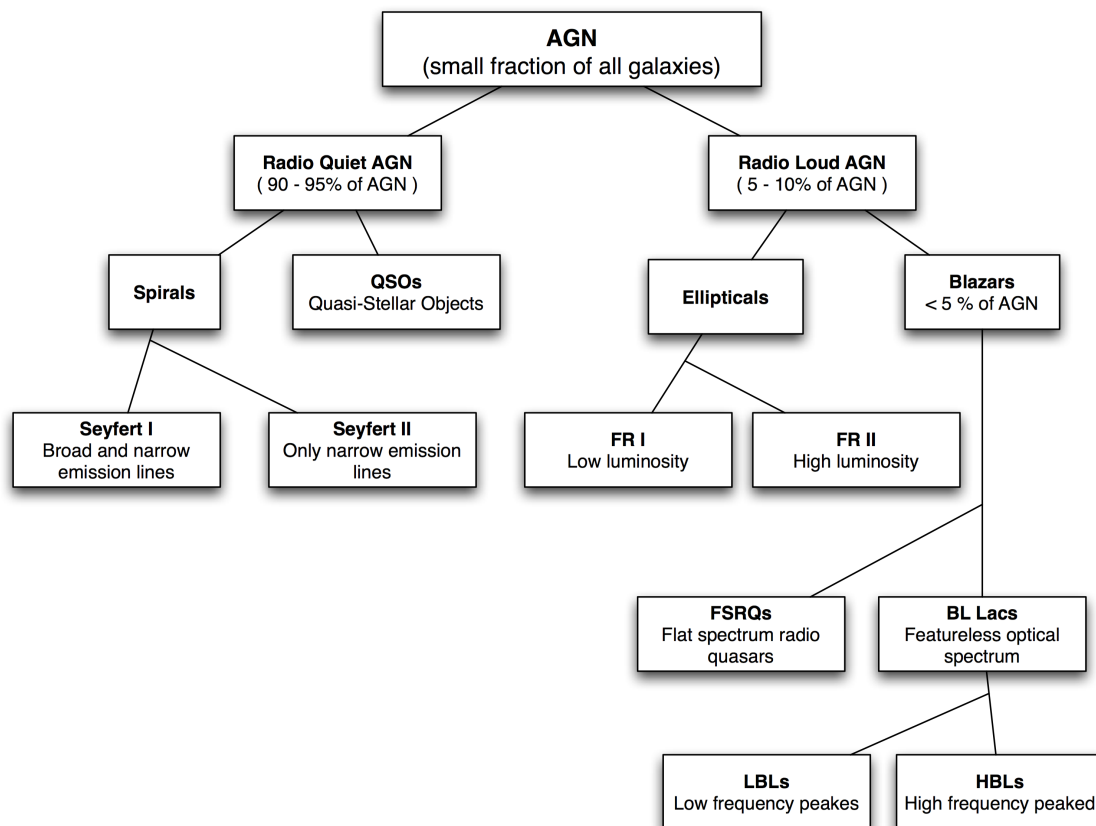 AGN
(small fraction of all galaxies)
Radio Quiet AGN
( 90 - 95% of AGN )
Radio Loud AGN
( 5 - 10% of AGN )
Spirals
QSOs
Quasi-Stellar Objects
Ellipticals
Blazars
< 5 % of AGN
Seyfert I
Broad and narrow
emission lines
Seyfert II
Only narrow emission
lines
FR I
Low luminosity
FR II
High luminosity
FSRQs
Flat spectrum radio
quasars
BL Lacs
Featureless optical
spectrum
LBLs
Low frequency peakes
HBLs
High frequency peaked